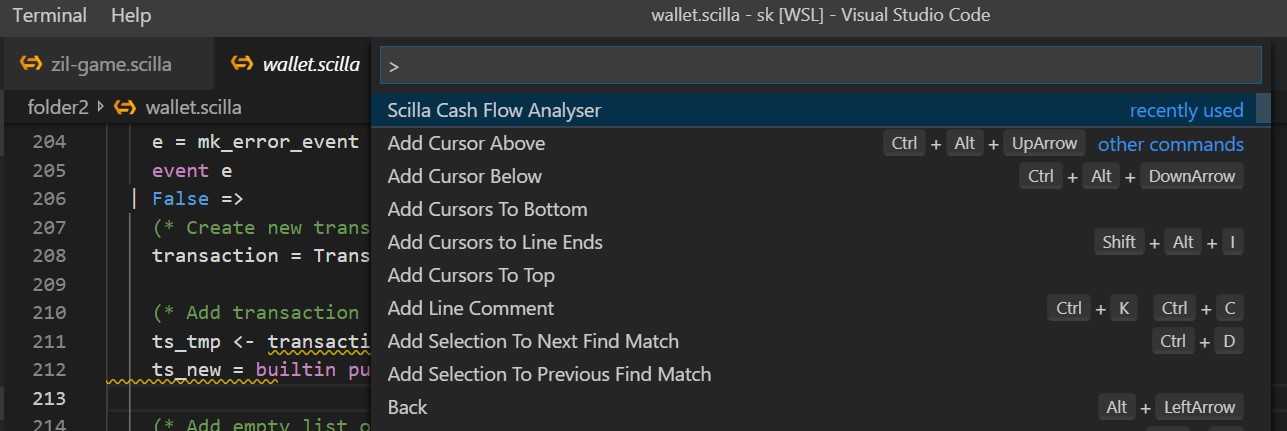 Terminal Help wallet.scilla - sk [WSL] - Visual Studio Code
zil-game.scilla wallet.scilla
folder2 wallet.scilla
>
Scilla Cash Flow Analyser recently used
Add Cursor Above Ctrl + Alt + UpArrow other commands
Add Cursor Below Ctrl + Alt + DownArrow
Add Cursors To Bottom
Add Cursors to Line Ends Shift + Alt + I
Add Cursors To Top
Add Line Comment Ctrl + K Ctrl + C
Add Selection To Next Find Match Ctrl + D
Add Selection To Previous Find Match
Back Alt + LeftArrow
204 e = mk_error_event
205 event e
206 | False =>
207 (* Create new trans
208 transaction = Trans
209
210 (* Add transaction
211 ts_tmp <- transacti
212 ts_new = builtin pu
213
214 (* Add empty list o